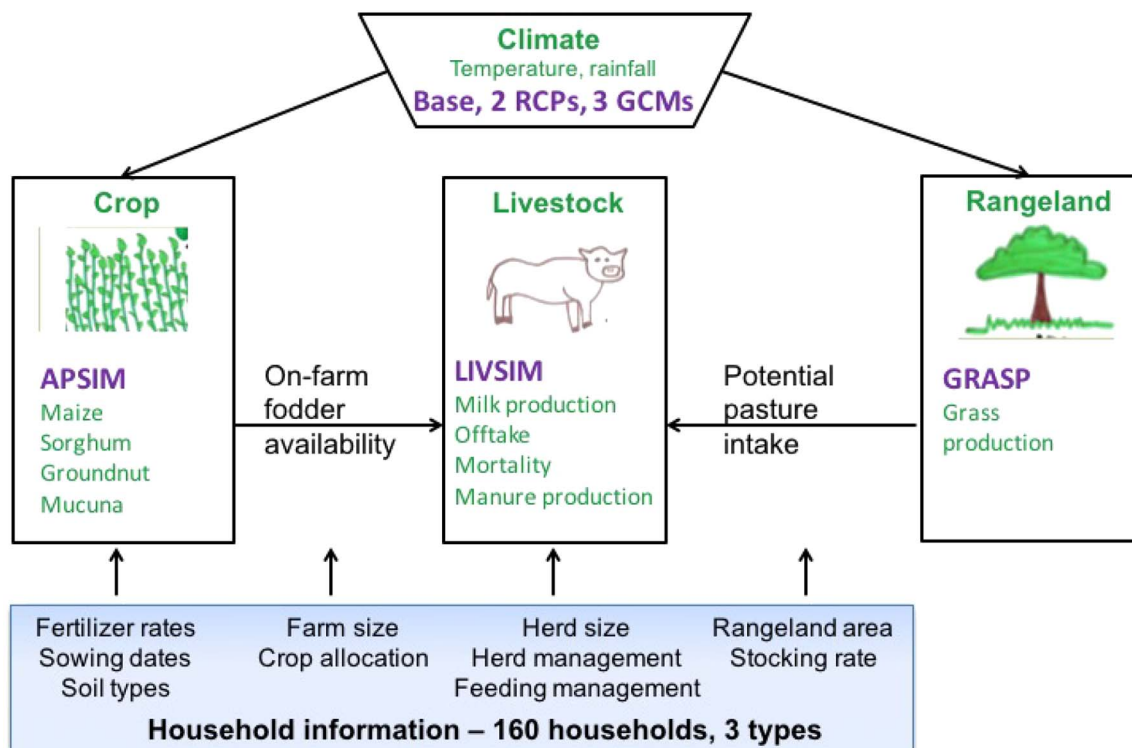 Climate
Temperature, rainfall
Base, 2 RCPs, 3 GCMs
Crop
APSIM
Maize
Sorghum
Groundnut
Mucuna
On-farm
fodder
availability
Livestock
LIVSIM
Milk production
Offtake
Mortality
Manure production
Potential
pasture
intake
Rangeland
GRASP
Grass
production
Fertilizer rates
Sowing dates
Soil types
Farm size
Crop allocation
Herd size
Herd management
Feeding management
Rangeland area
Stocking rate
Household information – 160 households, 3 types